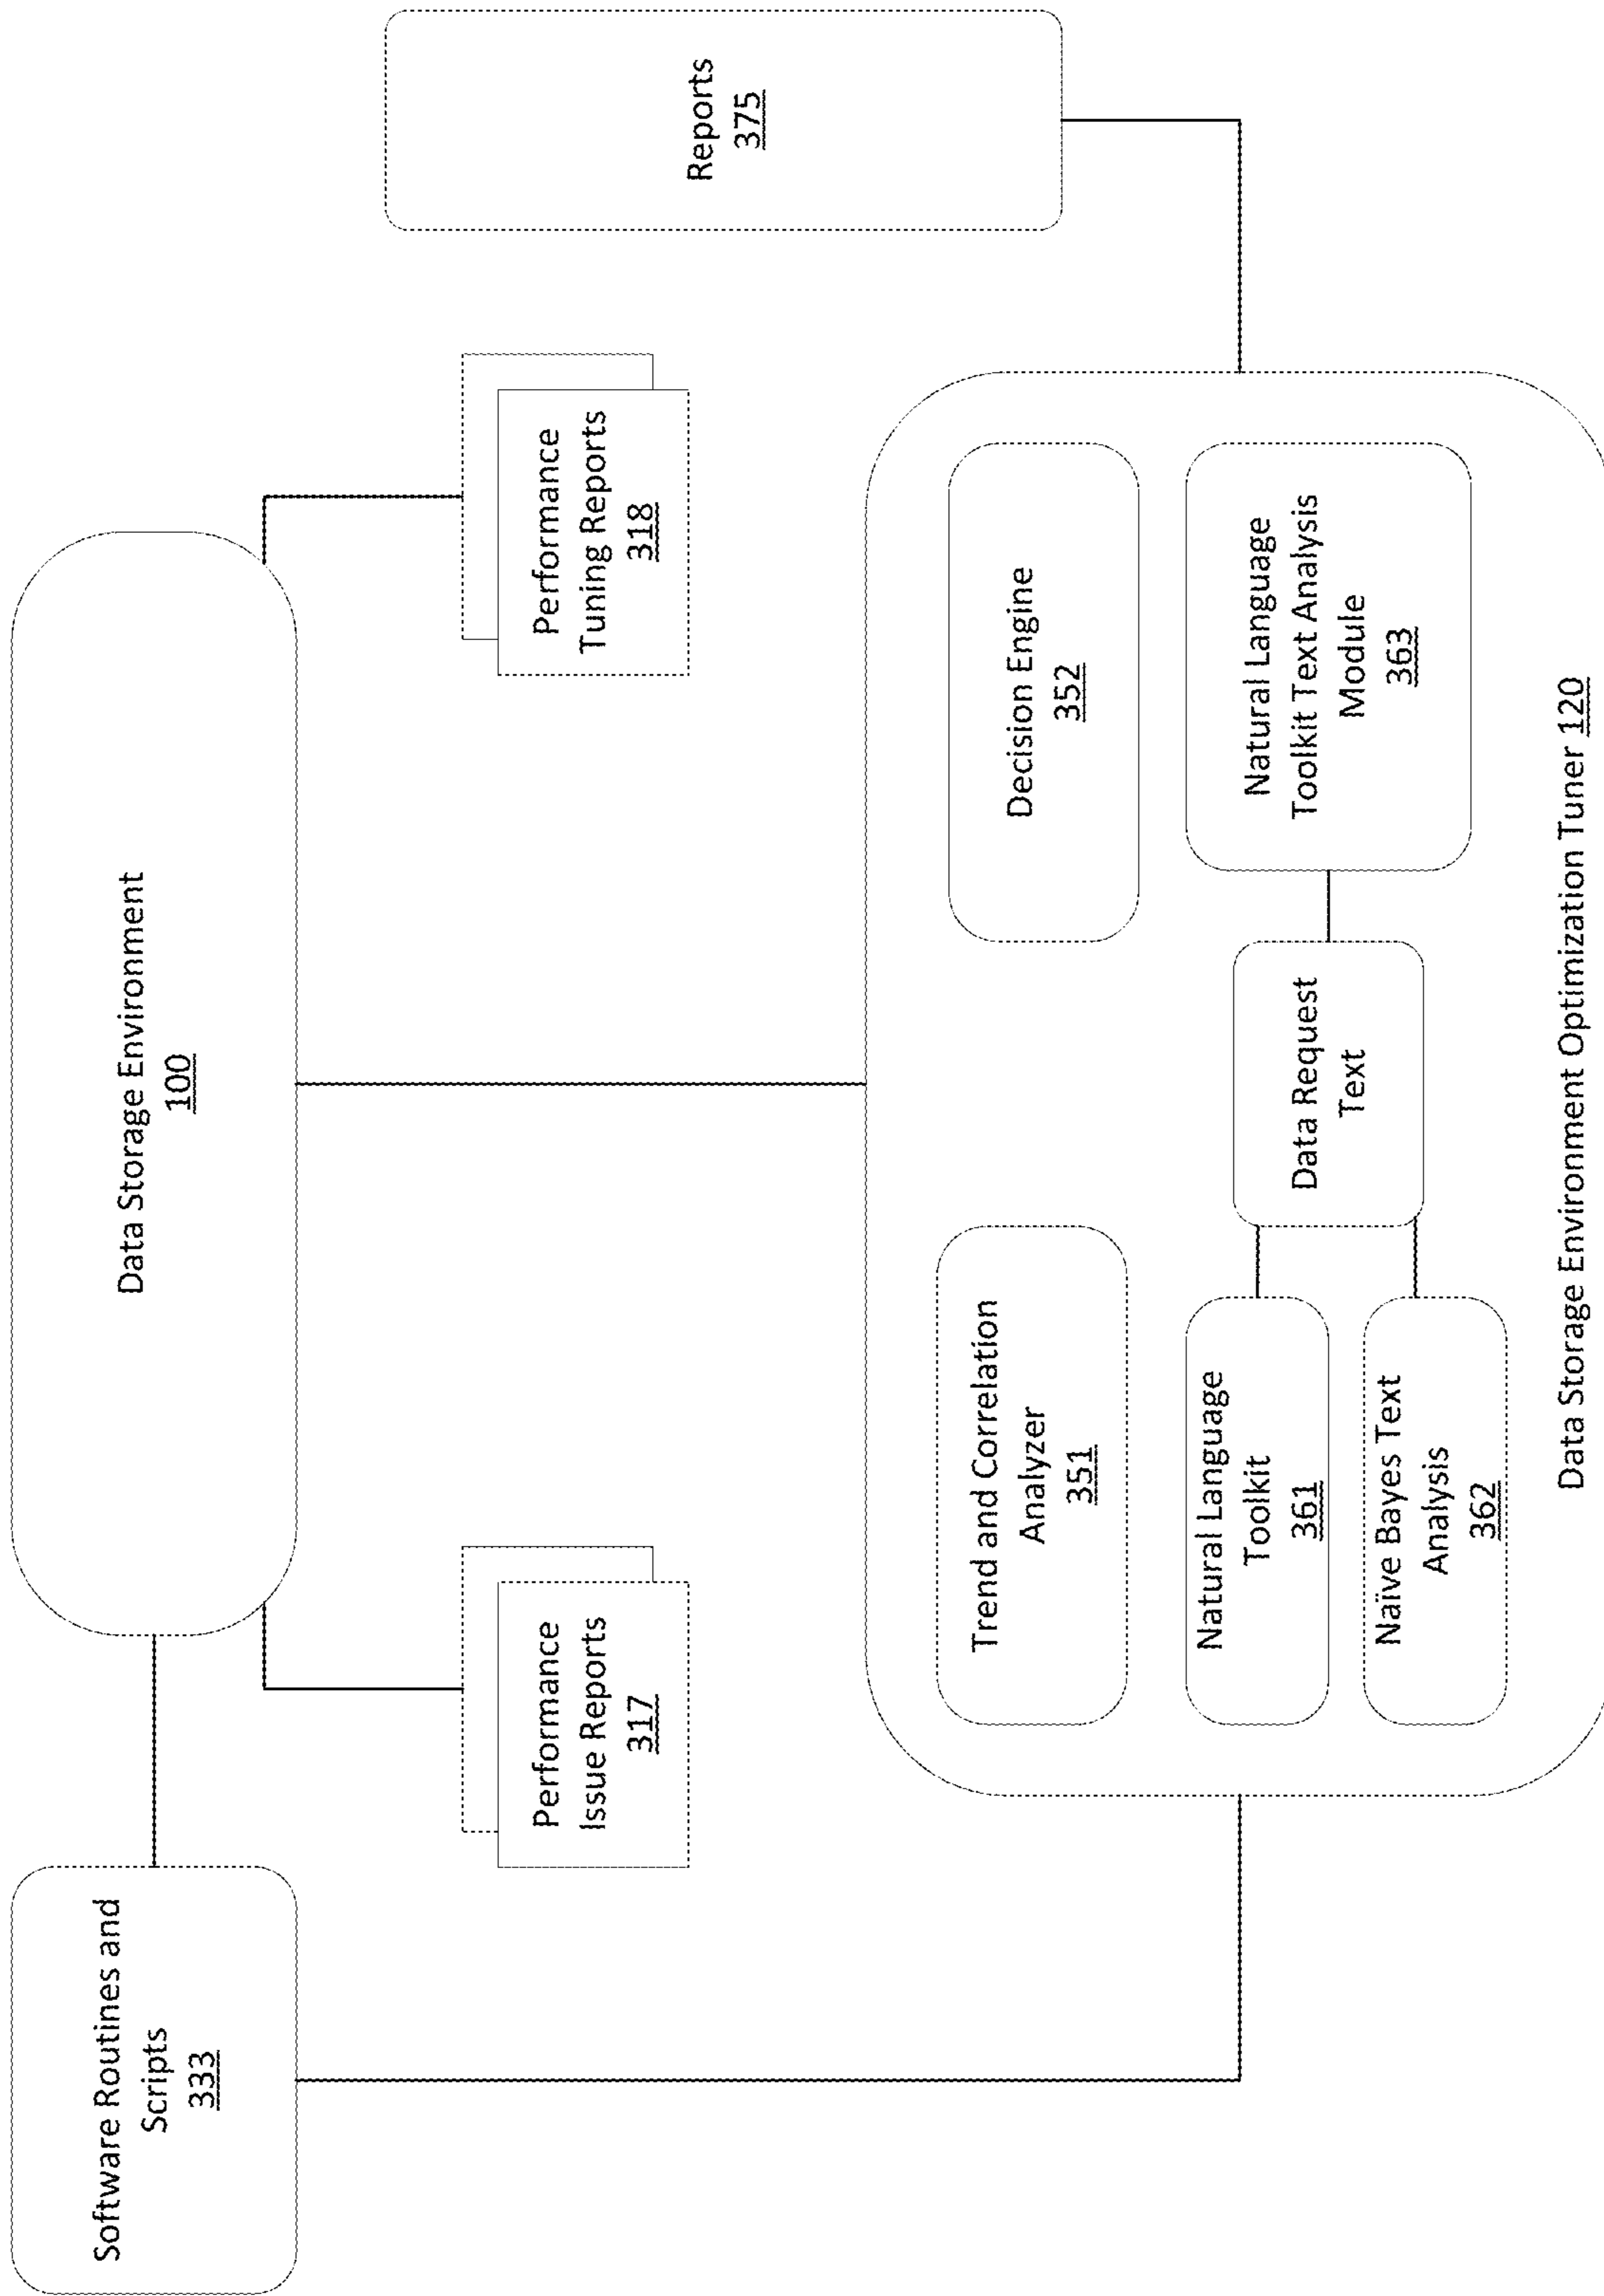 Software Routines and
Scripts
333
Data Storage Environment
100
Performance
Issue Reports
317
Performance
Tuning Reports
318
Reports
375
Trend and Correlation
Analyzer
351
Decision Engine
352
Natural Language
Toolkit
361
Naïve Bayes Text
Analysis
362
Data Request
Text
Natural Language
Toolkit Text Analysis
Module
363
Data Storage Environment Optimization Tuner 120